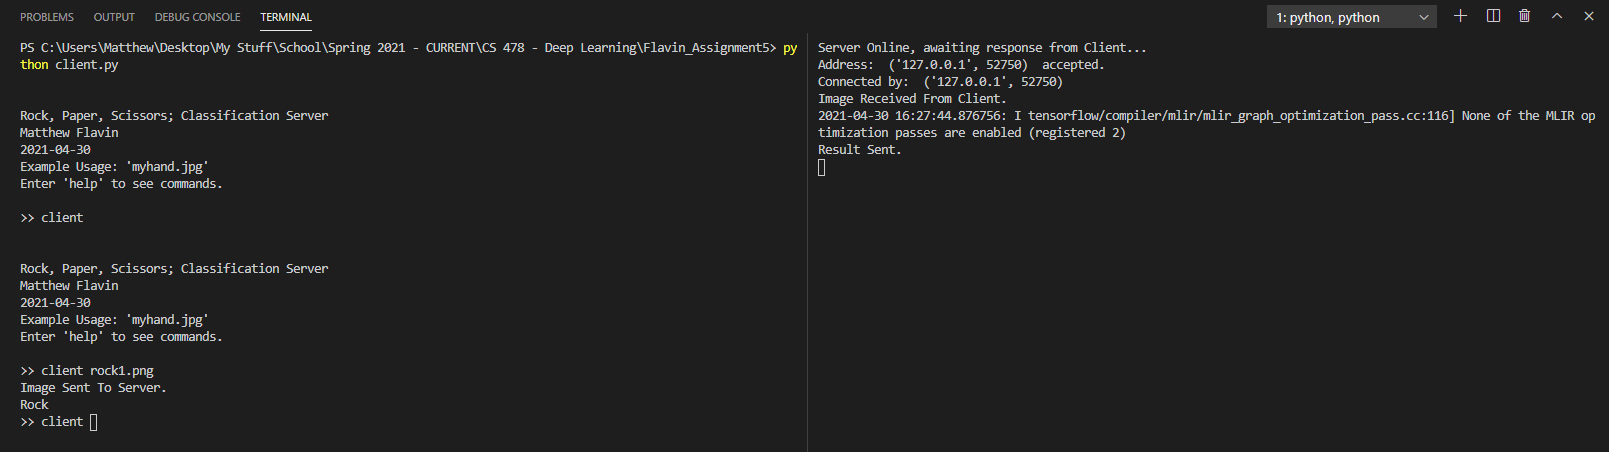 PROBLEMS OUTPUT DEBUG CONSOLE TERMINAL 1: python, python
PS C:\Users\Matthew\Desktop\My Stuff\School\Spring 2021 - CURRENT\CS 478 - Deep Learning\Flavin_Assignment5> py
thon client.py
Rock, Paper, Scissors; Classification Server
Matthew Flavin
2021-04-30
Example Usage: 'myhand.jpg'
Enter 'help' to see commands.
>> client
Rock, Paper, Scissors; Classification Server
Matthew Flavin
2021-04-30
Example Usage: 'myhand.jpg'
Enter 'help' to see commands.
>> client rock1.png
Image Sent To Server.
Rock
>> client
Server Online, awaiting response from Client...
Address:  ('127.0.0.1', 52750)  accepted.
Connected by:  ('127.0.0.1', 52750)
Image Received From Client.
2021-04-30 16:27:44.876756: I tensorflow/compiler/mlir/mlir_graph_optimization_pass.cc:116] None of the MLIR op
timization passes are enabled (registered 2)
Result Sent.